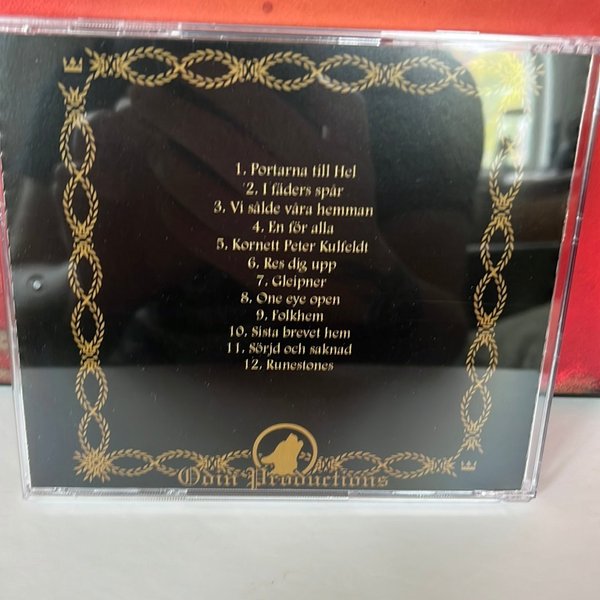 1. Portarna till Hel
2. I fäders spår
3. Vi sålde våra hemman
4. En för alla
5. Kornett Peter Kulfeldt
6. Res dig upp
7. Gleipner
8. One eye open
9. Folkhem
10. Sista brevet hem
11. Sörjd och saknad
12. Runestones
Odin Productions